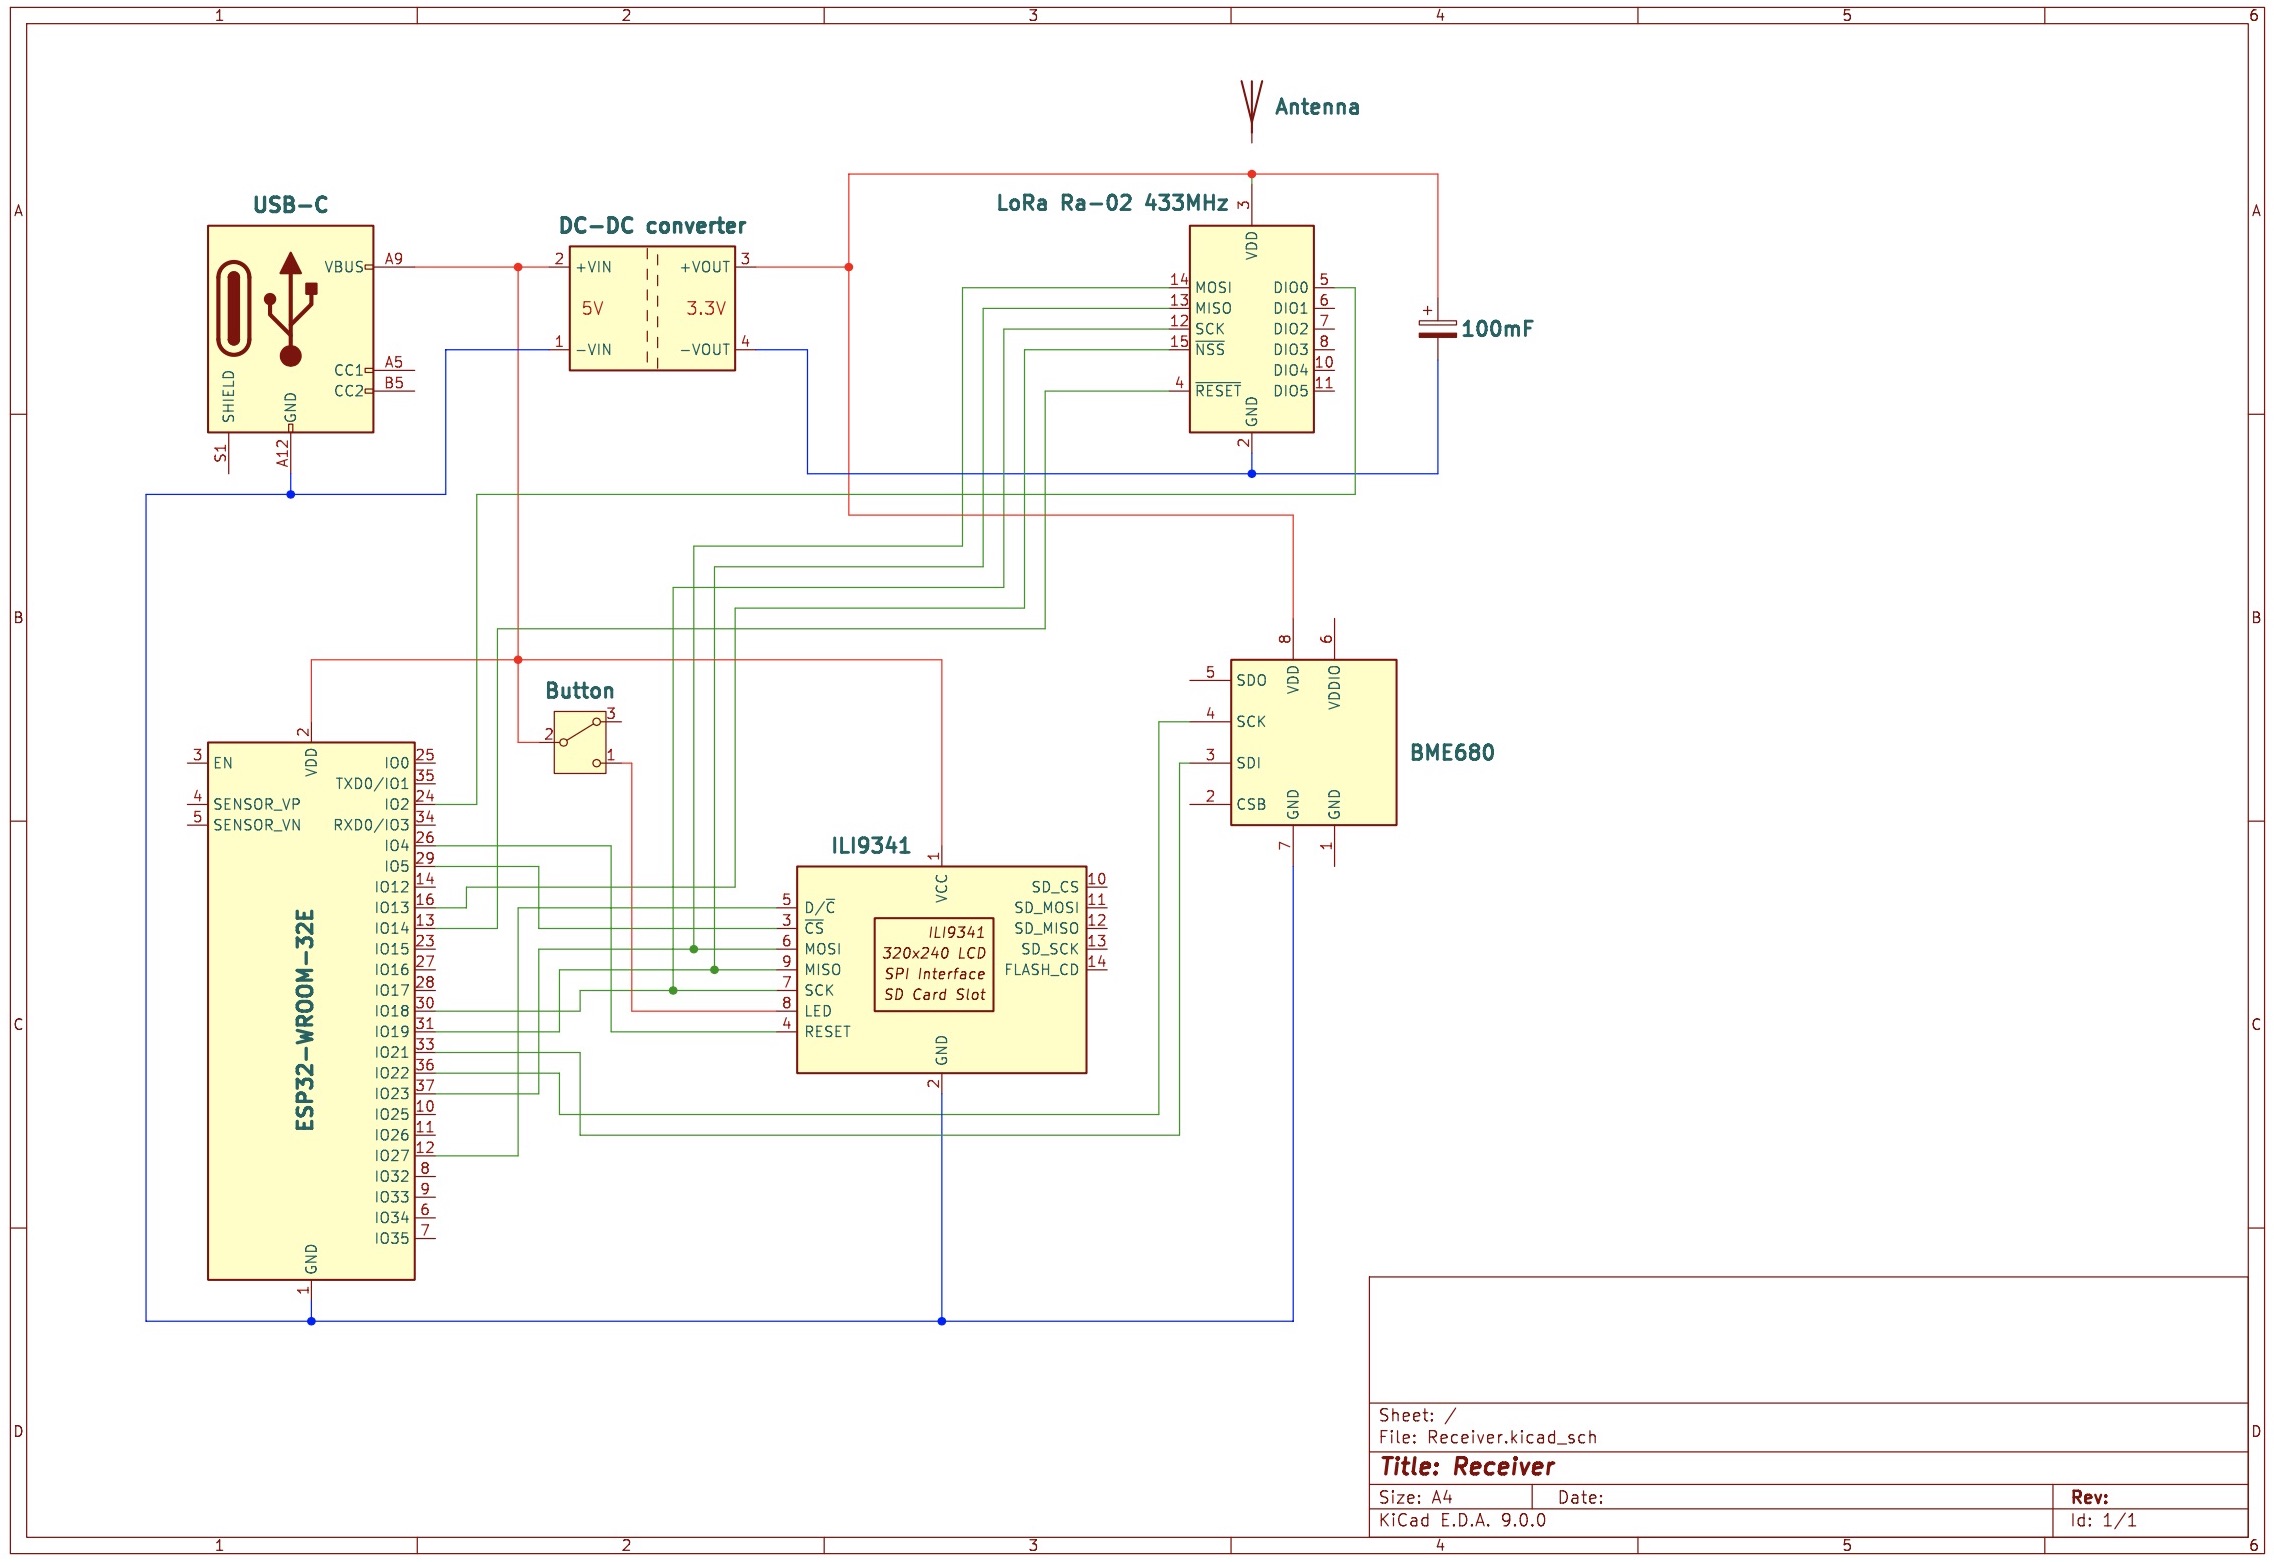 1 2 3 4 5 6
A A
B B
C C
D D
Antenna
USB-C
VBUS A9
CC1 A5
CC2 B5
SHIELD S1
GND A12
DC-DC converter
2 +VIN +VOUT 3
5V 3.3V
1 -VIN -VOUT 4
LoRa Ra-02 433MHz
3 VDD
14 MOSI DIO0 5
13 MISO DIO1 6
12 SCK DIO2 7
15 NSS DIO3 8
DIO4 10
4 RESET DIO5 11
GND 2
+
100mF
Button
3
2
1
ESP32-WROOM-32E
2 VDD
3 EN
4 SENSOR_VP
5 SENSOR_VN
IO0 25
TXD0/IO1 35
IO2 24
RXD0/IO3 34
IO4 26
IO5 29
IO12 14
IO13 16
IO14 13
IO15 23
IO16 27
IO17 28
IO18 30
IO19 31
IO21 33
IO22 36
IO23 37
IO25 10
IO26 11
IO27 12
IO32 8
IO33 9
IO34 6
IO35 7
GND 1
ILI9341
1 VCC
5 D/C
3 CS
6 MOSI
9 MISO
7 SCK
8 LED
4 RESET
ILI9341
320x240 LCD
SPI Interface
SD Card Slot
SD_CS 10
SD_MOSI 11
SD_MISO 12
SD_SCK 13
FLASH_CD 14
GND 2
BME680
8 VDD
6 VDDIO
5 SDO
4 SCK
3 SDI
2 CSB
GND 7
GND 1
Sheet: /
File: Receiver.kicad_sch
Title: Receiver
Size: A4 Date: Rev:
KiCad E.D.A. 9.0.0 Id: 1/1
1 2 3 4 5 6